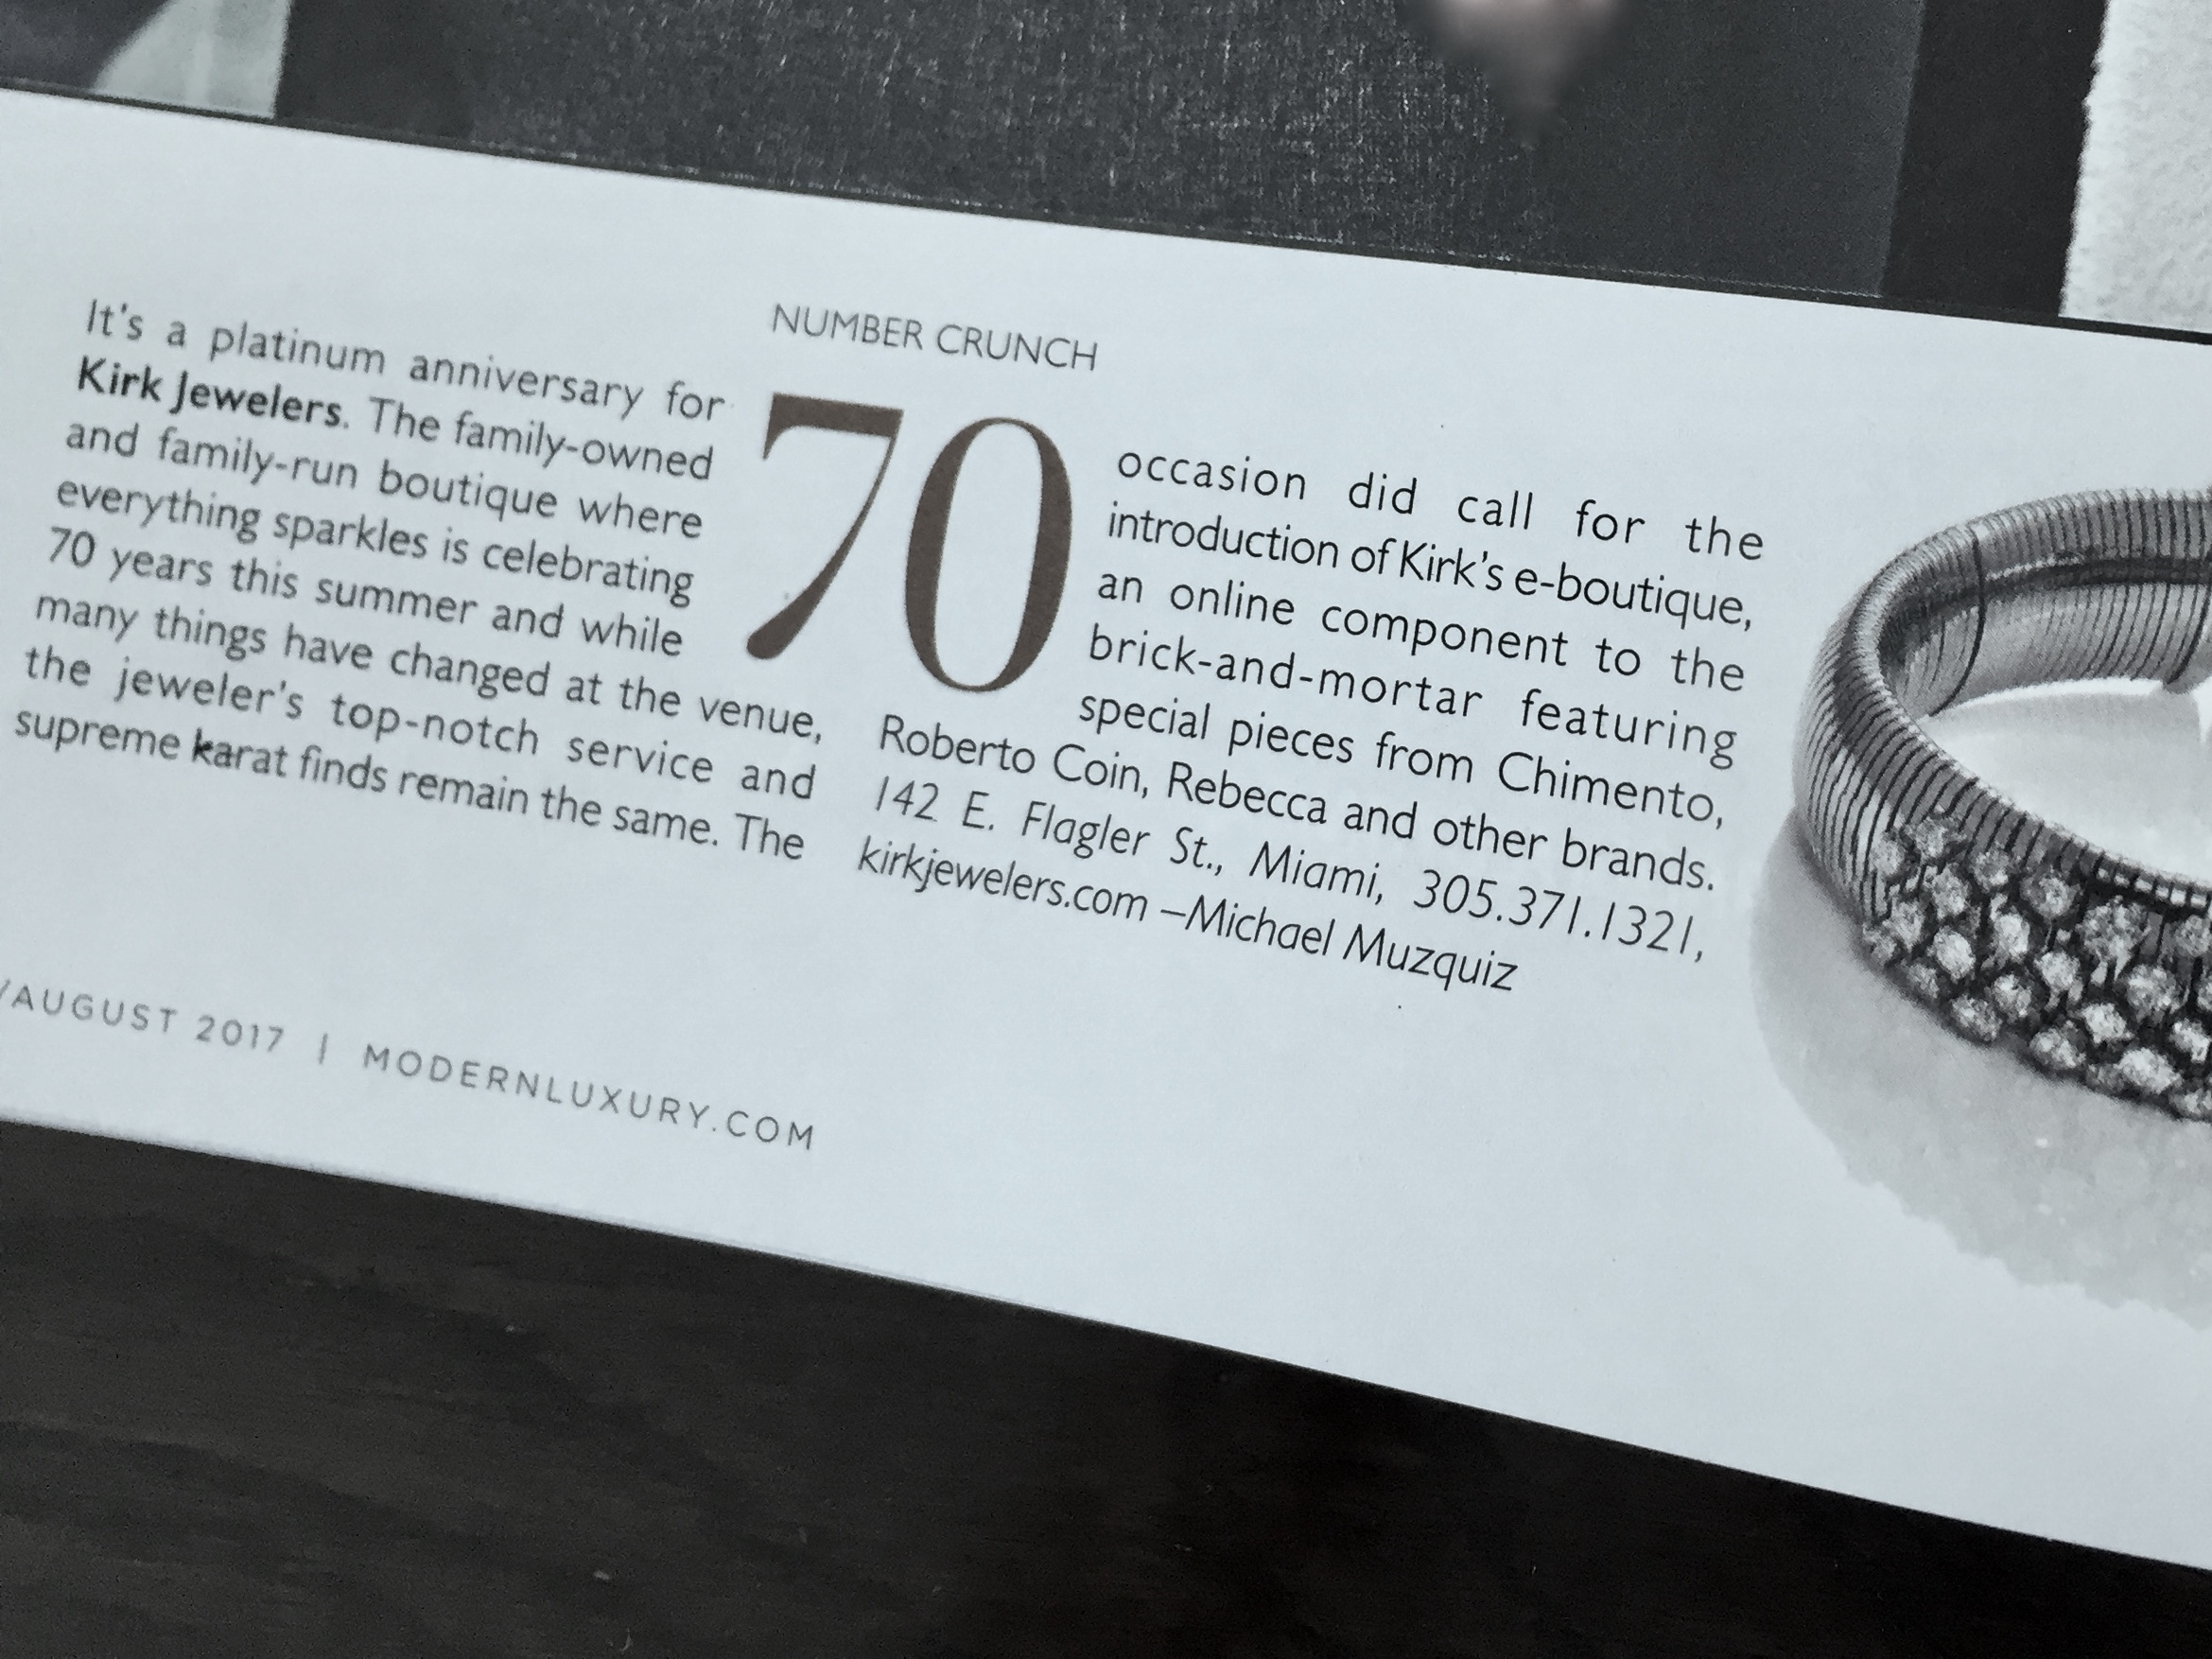 NUMBER CRUNCH
70
It's a platinum anniversary for
Kirk Jewelers. The family-owned
and family-run boutique where
everything sparkles is celebrating
70 years this summer and while
many things have changed at the venue,
the jeweler's top-notch service and
supreme karat finds remain the same. The
occasion did call for the
introduction of Kirk's e-boutique,
an online component to the
brick-and-mortar featuring
special pieces from Chimento,
Roberto Coin, Rebecca and other brands.
142 E. Flagler St., Miami, 305.371.1321,
kirkjewelers.com –Michael Muzquiz
/AUGUST 2017 | MODERNLUXURY.COM